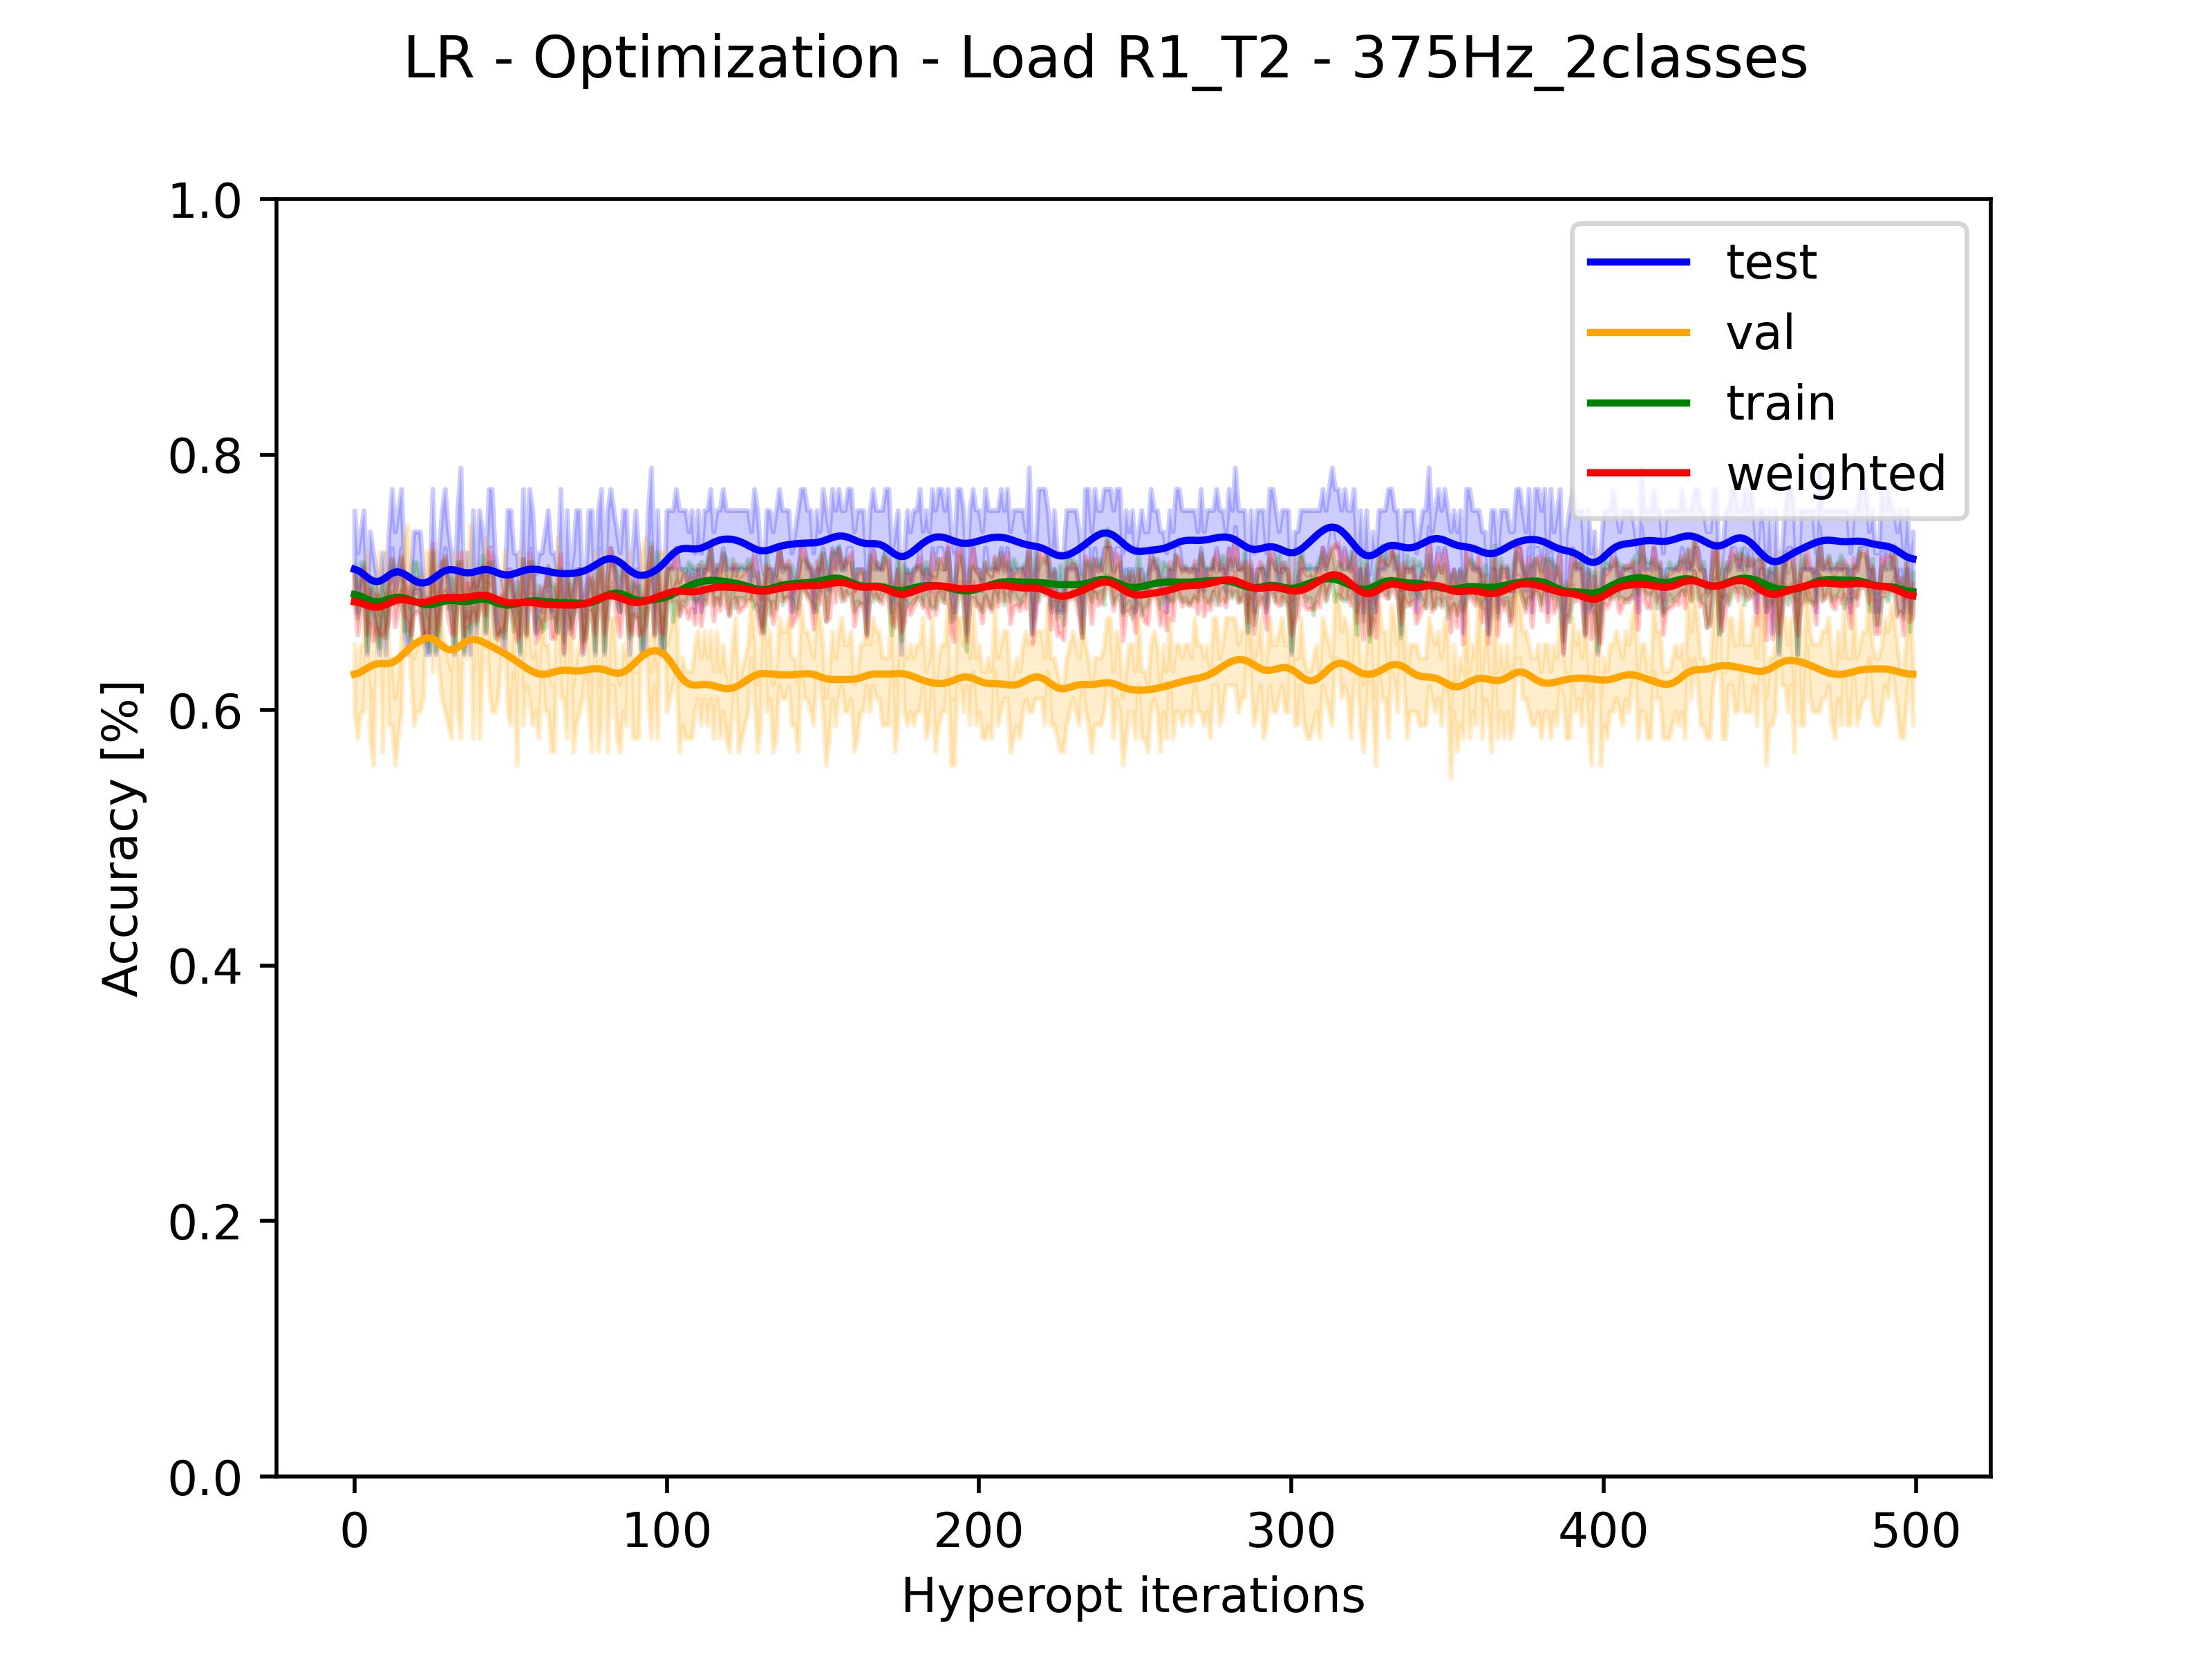 LR - Optimization - Load R1_T2 - 375Hz_2classes
1.0
0.8
0.6
0.4
0.2
0.0
Accuracy [%]
test
val
train
weighted
0 100 200 300 400 500
Hyperopt iterations